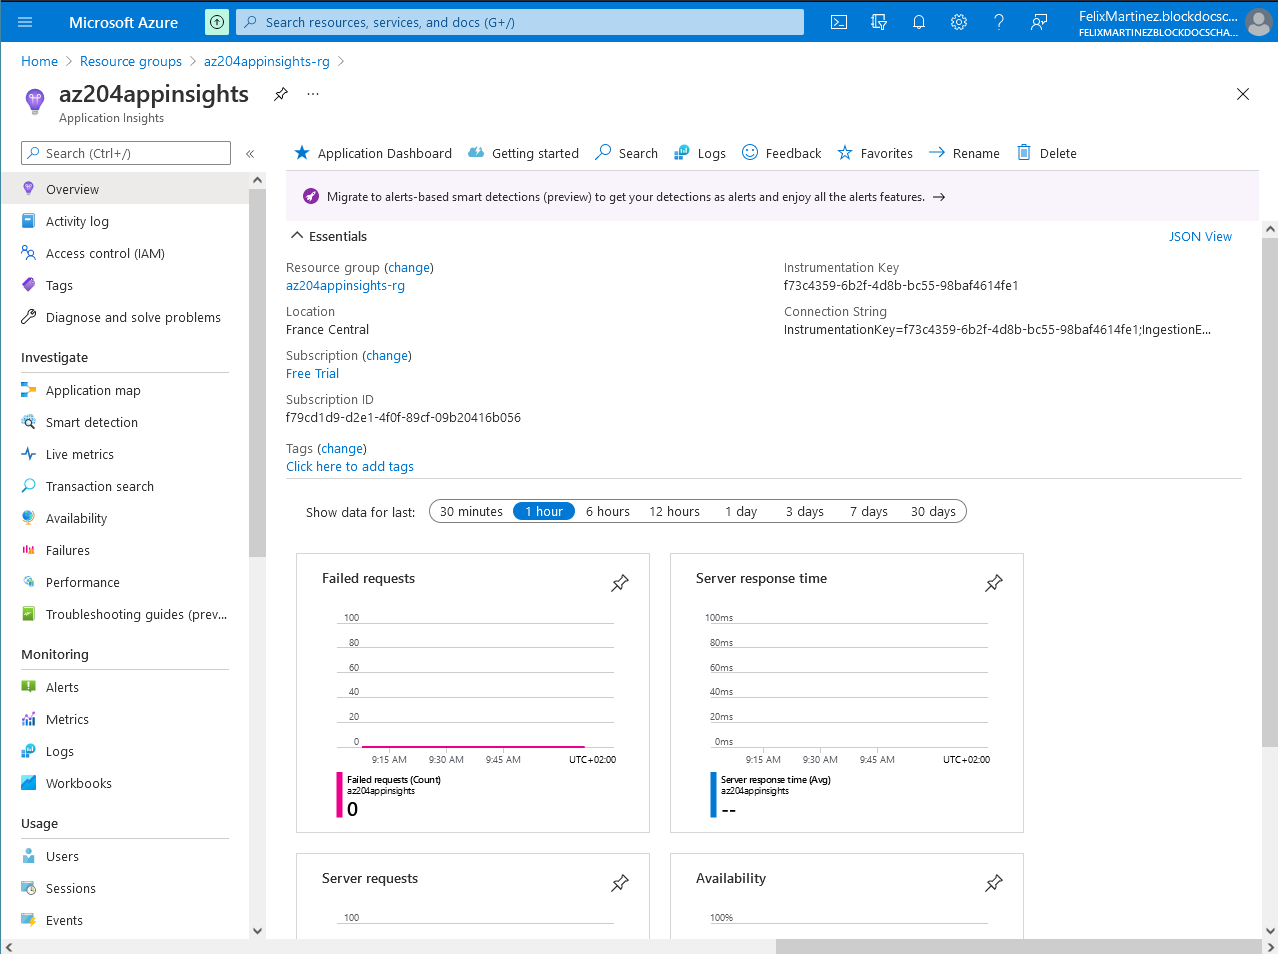 Microsoft Azure
Search resources, services, and docs (G+/)
FelixMartinez.blockdocsc...
FELIXMARTINEZBLOCKDOCSCHA...
Home > Resource groups > az204appinsights-rg >
az204appinsights
...
Application Insights
Search (Ctrl+/)
«
Overview
Activity log
Access control (IAM)
Tags
Diagnose and solve problems
Investigate
Application map
Smart detection
Live metrics
Transaction search
Availability
Failures
Performance
Troubleshooting guides (prev...
Monitoring
Alerts
Metrics
Logs
Workbooks
Usage
Users
Sessions
Events
Application Dashboard
Getting started
Search
Logs
Feedback
Favorites
Rename
Delete
Migrate to alerts-based smart detections (preview) to get your detections as alerts and enjoy all the alerts features. →
Essentials
JSON View
Resource group (change)
az204appinsights-rg
Location
France Central
Subscription (change)
Free Trial
Subscription ID
f79cd1d9-d2e1-4f0f-89cf-09b20416b056
Tags (change)
Click here to add tags
Instrumentation Key
f73c4359-6b2f-4d8b-bc55-98baf4614fe1
Connection String
InstrumentationKey=f73c4359-6b2f-4d8b-bc55-98baf4614fe1;IngestionE...
Show data for last:
30 minutes
1 hour
6 hours
12 hours
1 day
3 days
7 days
30 days
Failed requests
100
80
60
40
20
0
9:15 AM
9:30 AM
9:45 AM
UTC+02:00
Failed requests (Count)
az204appinsights
0
Server response time
100ms
80ms
60ms
40ms
20ms
0ms
9:15 AM
9:30 AM
9:45 AM
UTC+02:00
Server response time (Avg)
az204appinsights
--
Server requests
100
Availability
100%